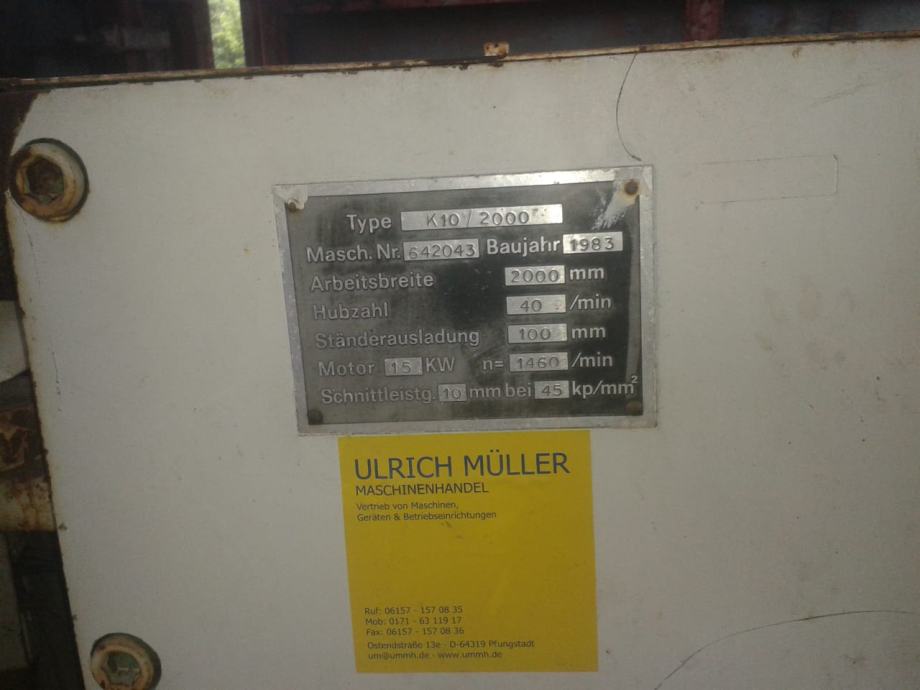 Type K10/2000
Masch. Nr. 642043 Baujahr 1983
Arbeitsbreite 2000 mm
Hubzahl 40 /min
Ständerausladung 100 mm
Motor 15 KW n= 1460 /min
Schnittleistg. 10 mm bei 45 kp/mm²
ULRICH MÜLLER
MASCHINENHANDEL
Vertrieb von Maschinen,
Geräten & Betriebseinrichtungen
Ruf: 06157 - 157 08 35
Mob: 0171 - 63 119 17
Fax: 06157 - 157 08 36
Ostendstraße 13e - D-64319 Pfungstadt
um@ummh.de - www.ummh.de